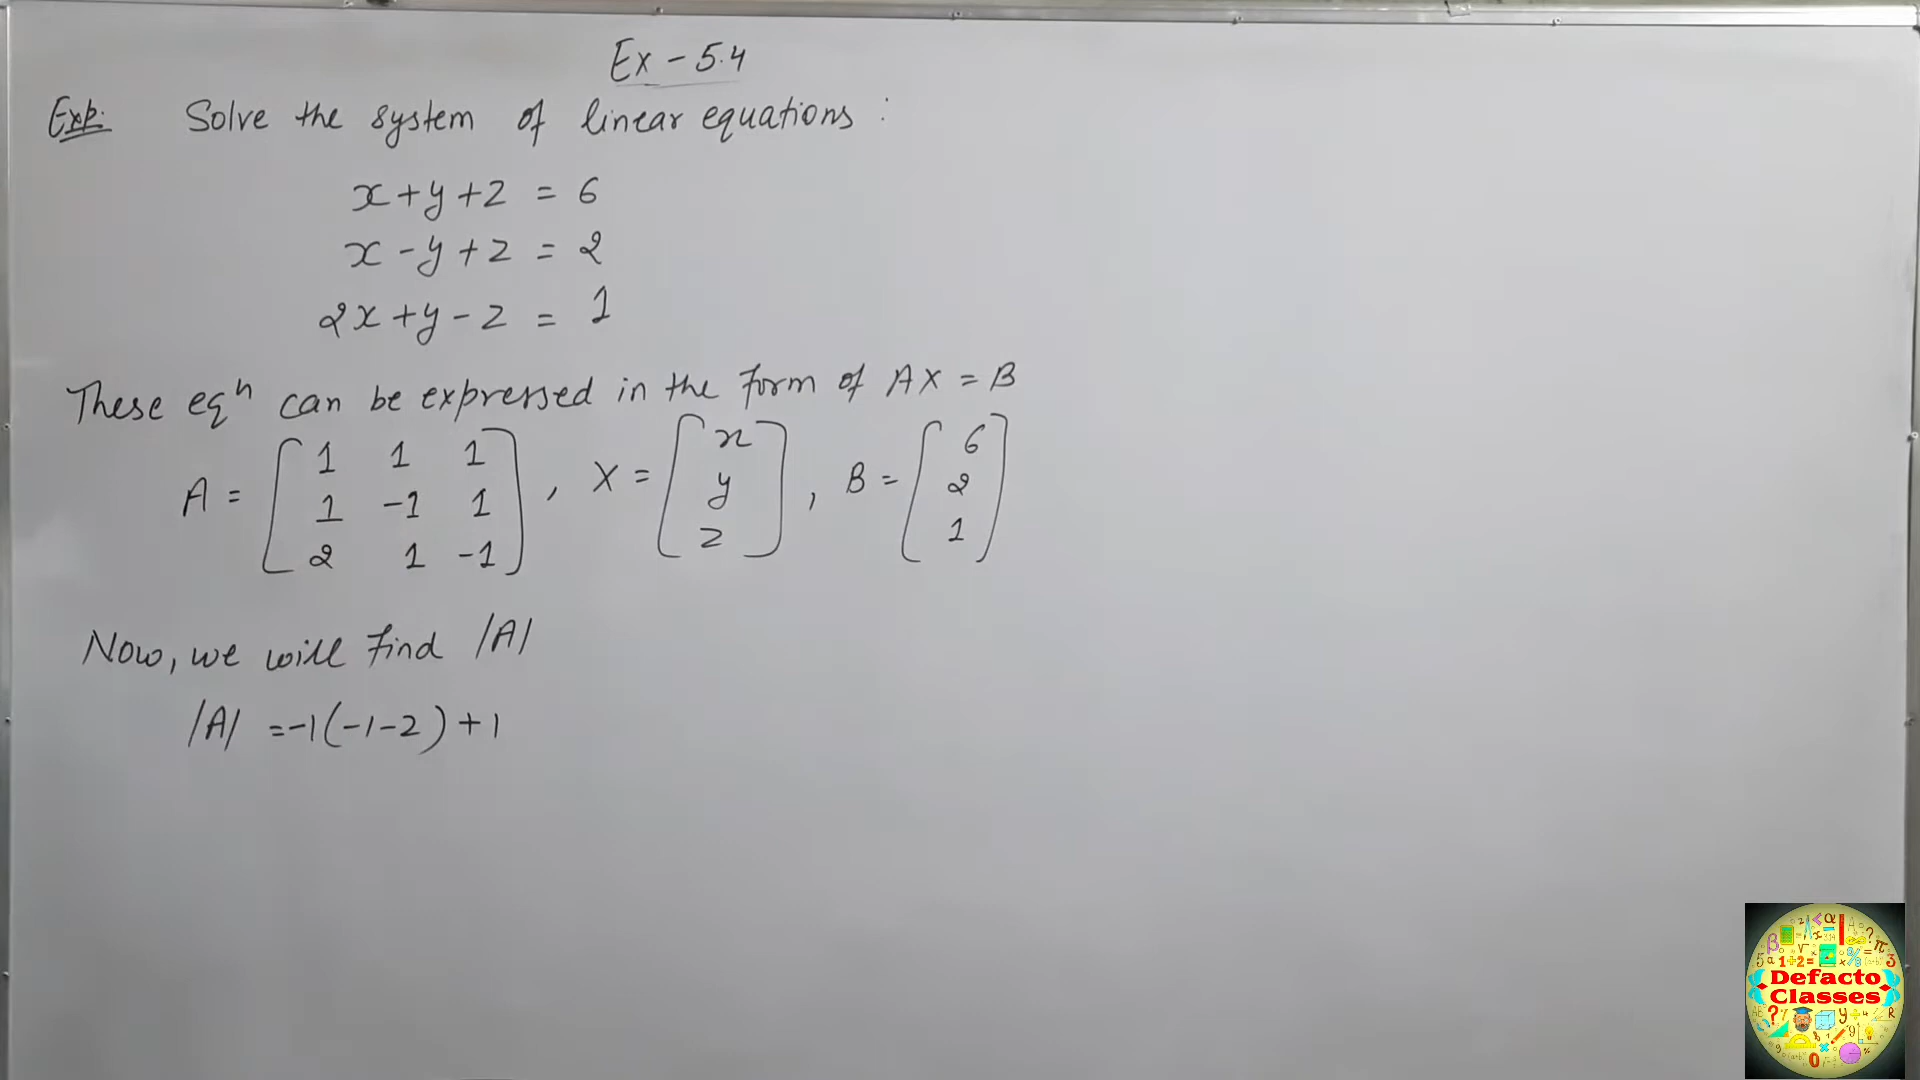 Ex - 5.4
Exp. Solve the system of linear equations :
x + y + z = 6
x - y + z = 2
2x + y - z = 1
These eqⁿ can be expressed in the form of AX = B
A = [1 1 1; 1 -1 1; 2 1 -1], X = [x; y; z], B = [6; 2; 1]
Now, we will find |A|
|A| = -1(-1-2) + 1
Defacto
Classes